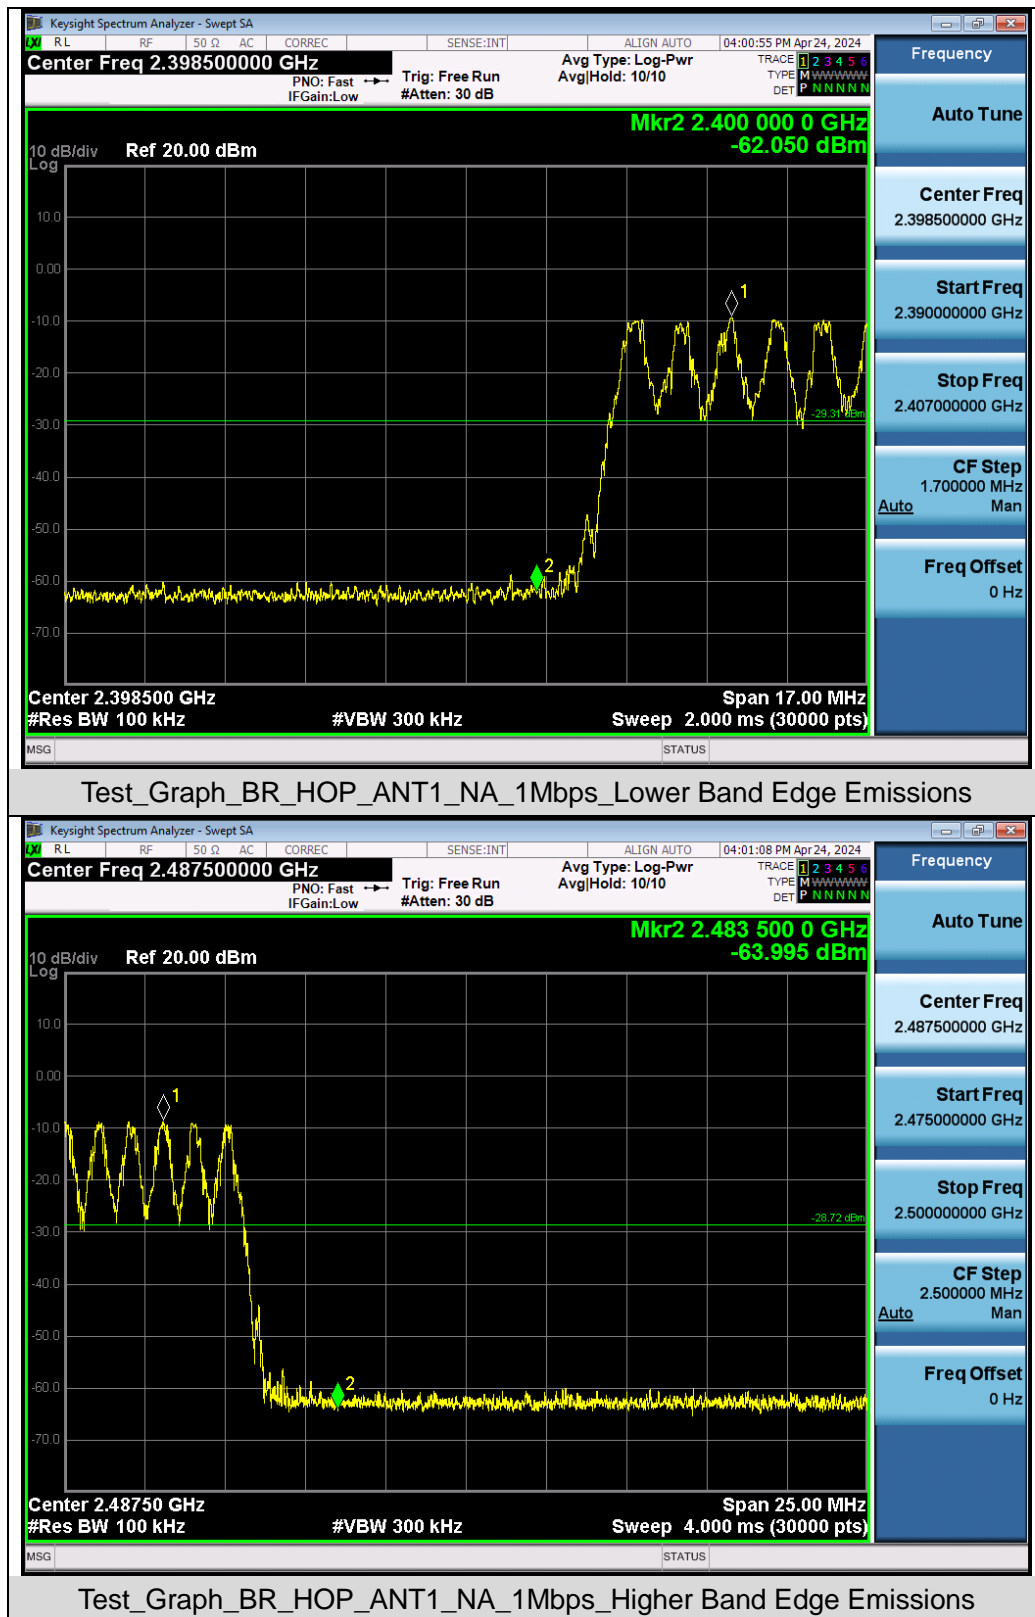 Keysight Spectrum Analyzer - Swept SA
LXI RL RF 50 Ω AC CORREC SENSE:INT ALIGN AUTO 04:00:55 PM Apr 24, 2024
Center Freq 2.398500000 GHz
PNO: Fast
IFGain:Low
Trig: Free Run
#Atten: 30 dB
Avg Type: Log-Pwr
Avg|Hold: 10/10
TRACE 1 2 3 4 5 6
TYPE M WWWWW
DET P N N N N N
Mkr2 2.400 000 0 GHz
-62.050 dBm
10 dB/div Ref 20.00 dBm
Log
10.0
0.00
-10.0
-20.0
-30.0
-40.0
-50.0
-60.0
-70.0
1
-29.31 dBm
2
Center 2.398500 GHz Span 17.00 MHz
#Res BW 100 kHz #VBW 300 kHz Sweep 2.000 ms (30000 pts)
MSG STATUS
Frequency
Auto Tune
Center Freq
2.398500000 GHz
Start Freq
2.390000000 GHz
Stop Freq
2.407000000 GHz
CF Step
1.700000 MHz
Auto Man
Freq Offset
0 Hz
Test_Graph_BR_HOP_ANT1_NA_1Mbps_Lower Band Edge Emissions
Keysight Spectrum Analyzer - Swept SA
LXI RL RF 50 Ω AC CORREC SENSE:INT ALIGN AUTO 04:01:08 PM Apr 24, 2024
Center Freq 2.487500000 GHz
PNO: Fast
IFGain:Low
Trig: Free Run
#Atten: 30 dB
Avg Type: Log-Pwr
Avg|Hold: 10/10
TRACE 1 2 3 4 5 6
TYPE M WWWWW
DET P N N N N N
Mkr2 2.483 500 0 GHz
-63.995 dBm
10 dB/div Ref 20.00 dBm
Log
10.0
0.00
-10.0
-20.0
-30.0
-40.0
-50.0
-60.0
-70.0
1
-28.72 dBm
2
Center 2.48750 GHz Span 25.00 MHz
#Res BW 100 kHz #VBW 300 kHz Sweep 4.000 ms (30000 pts)
MSG STATUS
Frequency
Auto Tune
Center Freq
2.487500000 GHz
Start Freq
2.475000000 GHz
Stop Freq
2.500000000 GHz
CF Step
2.500000 MHz
Auto Man
Freq Offset
0 Hz
Test_Graph_BR_HOP_ANT1_NA_1Mbps_Higher Band Edge Emissions